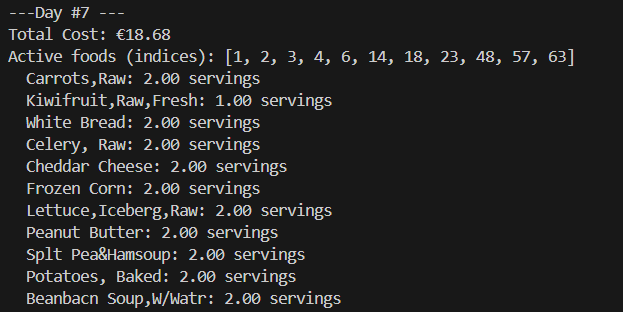 ---Day #7 ---
Total Cost: €18.68
Active foods (indices): [1, 2, 3, 4, 6, 14, 18, 23, 48, 57, 63]
Carrots,Raw: 2.00 servings
Kiwifruit,Raw,Fresh: 1.00 servings
White Bread: 2.00 servings
Celery, Raw: 2.00 servings
Cheddar Cheese: 2.00 servings
Frozen Corn: 2.00 servings
Lettuce,Iceberg,Raw: 2.00 servings
Peanut Butter: 2.00 servings
Splt Pea&Hamsoup: 2.00 servings
Potatoes, Baked: 2.00 servings
Beanbacn Soup,W/Watr: 2.00 servings